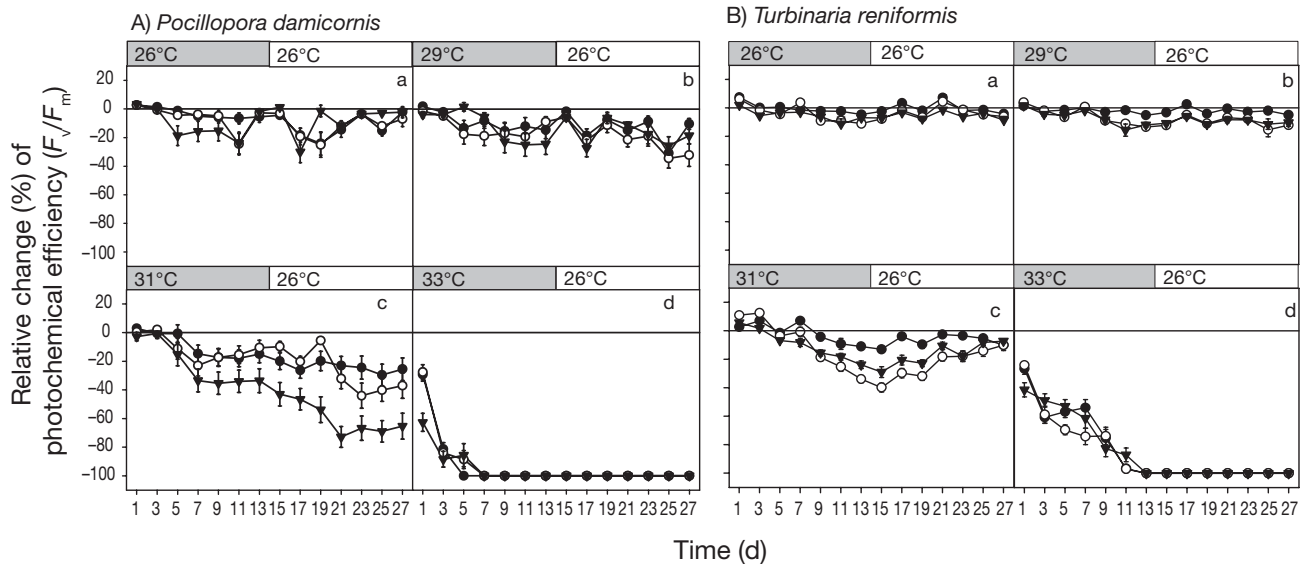 A) Pocillopora damicornis
B) Turbinaria reniformis
26°C 26°C 29°C 26°C
26°C 26°C 29°C 26°C
a b
a b
20
0
−20
−40
−60
−80
−100
31°C 26°C 33°C 26°C
31°C 26°C 33°C 26°C
c d
c d
20
0
−20
−40
−60
−80
−100
1 3 5 7 9 11 13 15 17 19 21 23 25 27 1 3 5 7 9 11 13 15 17 19 21 23 25 27
1 3 5 7 9 11 13 15 17 19 21 23 25 27 1 3 5 7 9 11 13 15 17 19 21 23 25 27
Relative change (%) of
photochemical efficiency (Fv/Fm)
Time (d)